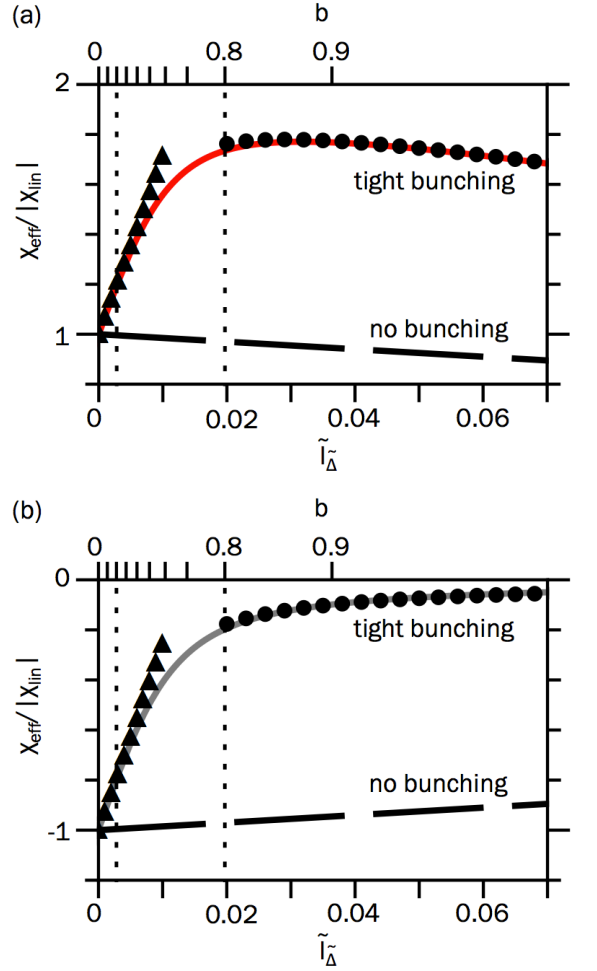 (a)
b
0 0.8 0.9
2
1
χeff/|χlin|
tight bunching
no bunching
0 0.02 0.04 0.06
Ĩ_Δ̃
(b)
b
0 0.8 0.9
0
-1
χeff/|χlin|
tight bunching
no bunching
0 0.02 0.04 0.06
Ĩ_Δ̃